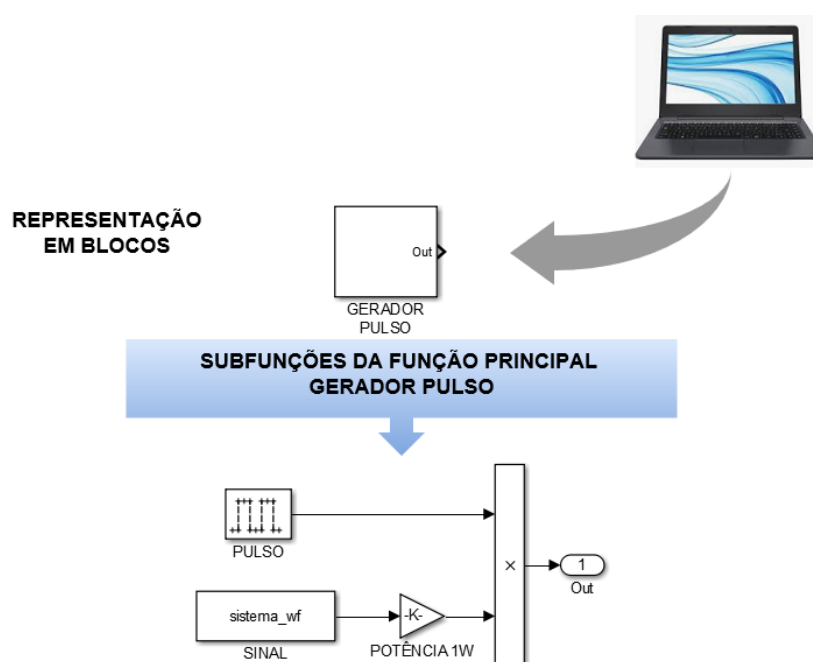 REPRESENTAÇÃO
EM BLOCOS
Out
GERADOR
PULSO
SUBFUNÇÕES DA FUNÇÃO PRINCIPAL
GERADOR PULSO
PULSO
sistema_wf
SINAL
-K-
POTÊNCIA 1W
×
1
Out